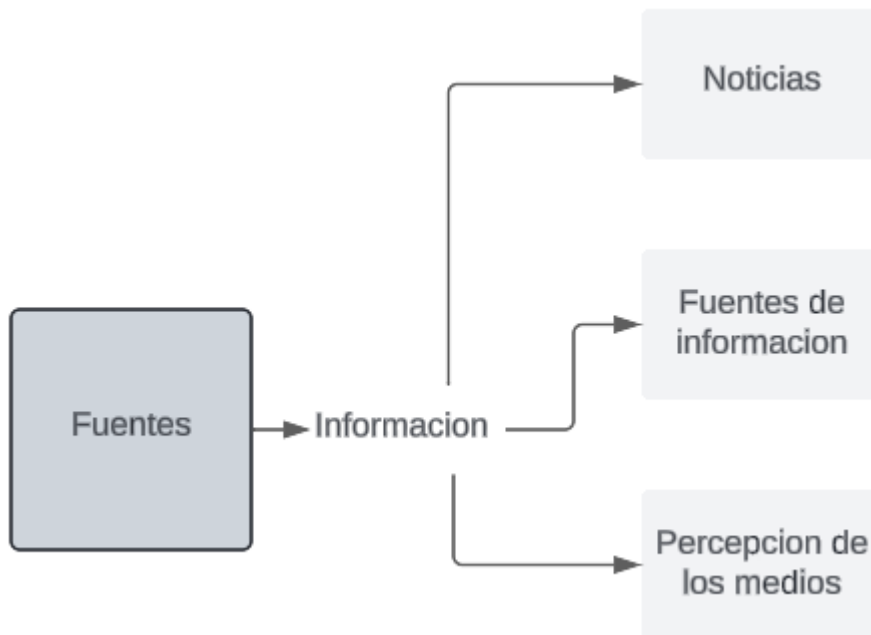 Noticias
Fuentes de
informacion
Fuentes
Informacion
Percepcion de
los medios